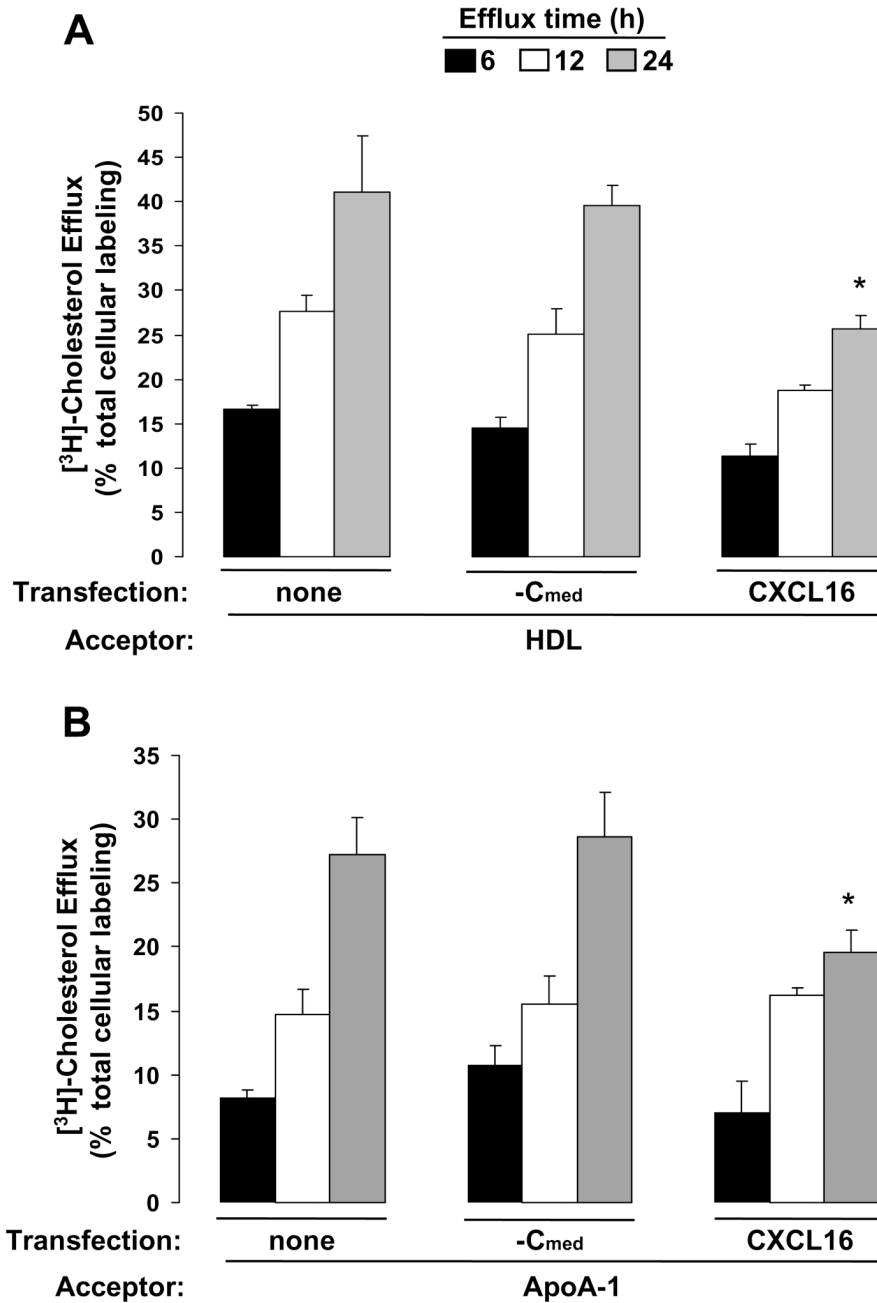 A
Efflux time (h)
6 12 24
[³H]-Cholesterol Efflux
(% total cellular labeling)
50
45
40
35
30
25
20
15
10
5
0
*
Transfection: none -Cmed CXCL16
Acceptor: HDL
B
[³H]-Cholesterol Efflux
(% total cellular labeling)
35
30
25
20
15
10
5
0
*
Transfection: none -Cmed CXCL16
Acceptor: ApoA-1